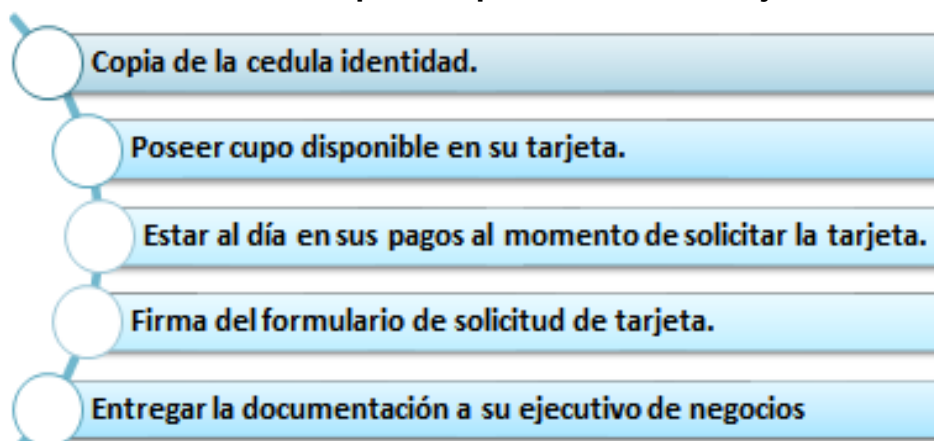 Copia de la cedula identidad.
Poseer cupo disponible en su tarjeta.
Estar al día en sus pagos al momento de solicitar la tarjeta.
Firma del formulario de solicitud de tarjeta.
Entregar la documentación a su ejecutivo de negocios